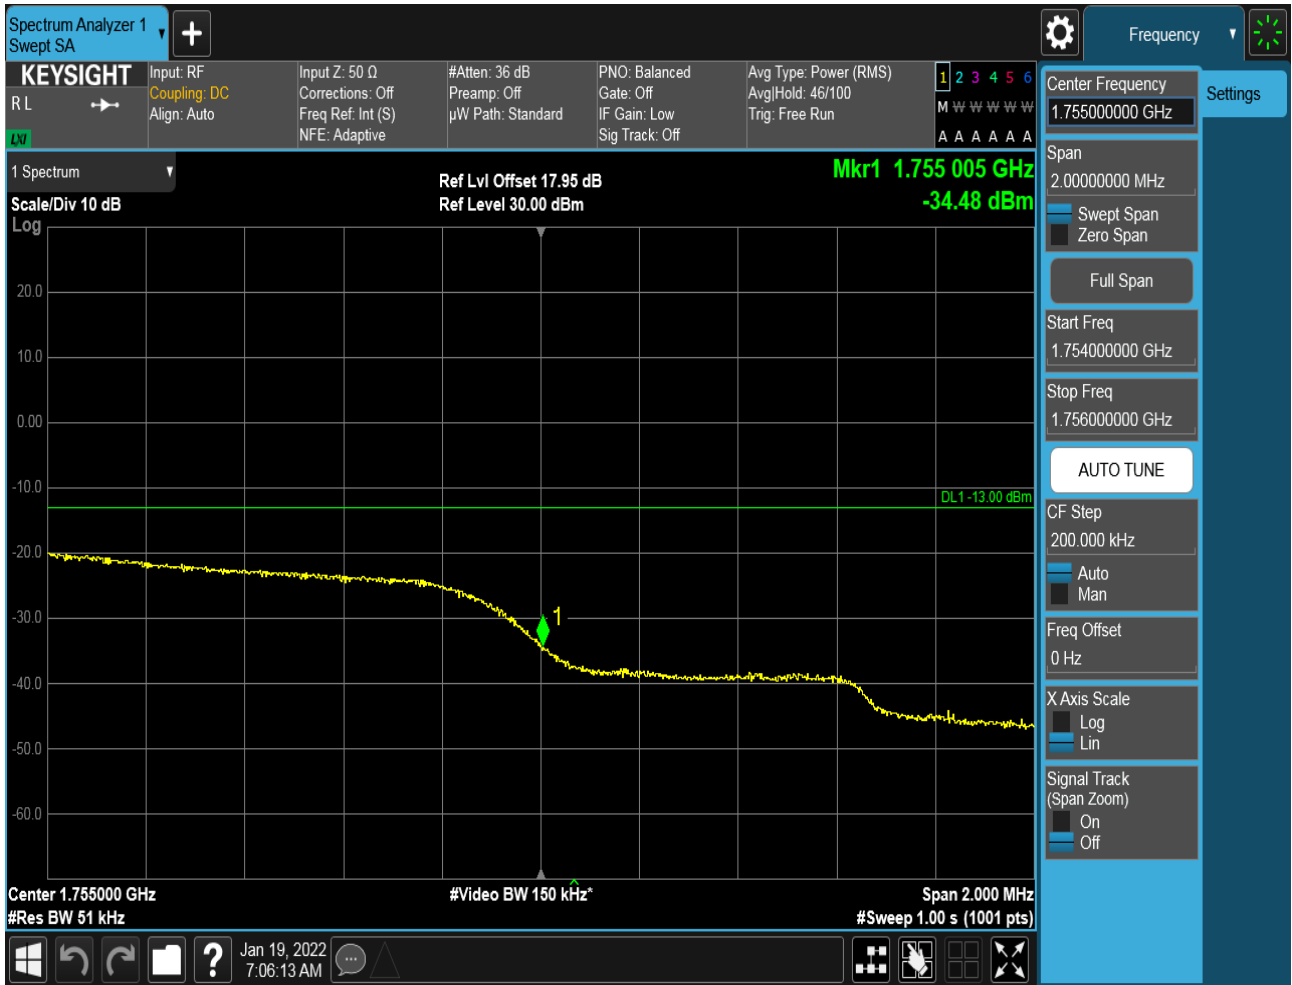 Spectrum Analyzer 1
Swept SA
Frequency
KEYSIGHT
R L
LXI
Input: RF
Coupling: DC
Align: Auto
Input Z: 50 Ω
Corrections: Off
Freq Ref: Int (S)
NFE: Adaptive
#Atten: 36 dB
Preamp: Off
µW Path: Standard
PNO: Balanced
Gate: Off
IF Gain: Low
Sig Track: Off
Avg Type: Power (RMS)
Avg|Hold: 46/100
Trig: Free Run
1 2 3 4 5 6
M W W W W W
A A A A A A
1 Spectrum
Scale/Div 10 dB
Log
Ref Lvl Offset 17.95 dB
Ref Level 30.00 dBm
Mkr1 1.755 005 GHz
-34.48 dBm
20.0
10.0
0.00
-10.0
-20.0
-30.0
-40.0
-50.0
-60.0
DL1 -13.00 dBm
1
Center 1.755000 GHz
#Res BW 51 kHz
#Video BW 150 kHz*
Span 2.000 MHz
#Sweep 1.00 s (1001 pts)
Center Frequency
1.755000000 GHz
Settings
Span
2.00000000 MHz
Swept Span
Zero Span
Full Span
Start Freq
1.754000000 GHz
Stop Freq
1.756000000 GHz
AUTO TUNE
CF Step
200.000 kHz
Auto
Man
Freq Offset
0 Hz
X Axis Scale
Log
Lin
Signal Track
(Span Zoom)
On
Off
?
Jan 19, 2022
7:06:13 AM